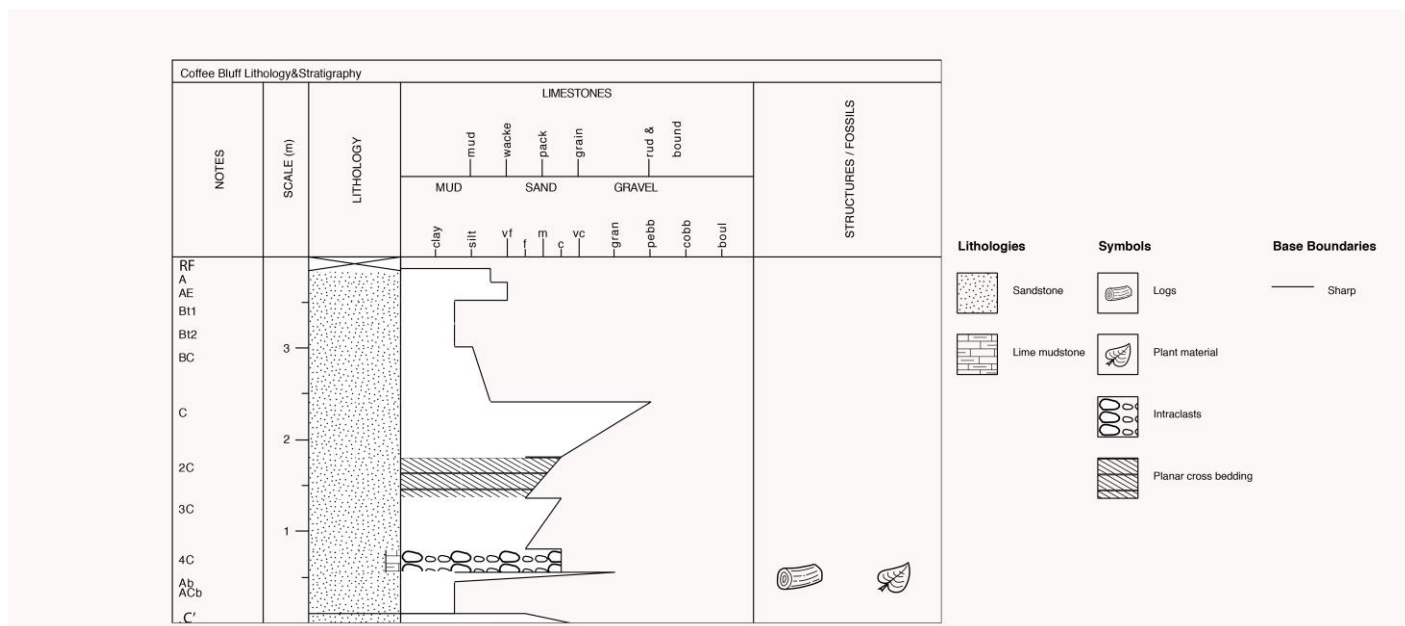 Coffee Bluff Lithology&Stratigraphy
NOTES
SCALE (m)
LITHOLOGY
LIMESTONES
mud
wacke
pack
grain
rud &
bound
MUD
SAND
GRAVEL
clay
silt
vf
f
m
c
vc
gran
pebb
cobb
boul
STRUCTURES / FOSSILS
RF
A
AE
Bt1
Bt2
BC
C
2C
3C
4C
Ab
ACb
C'
3
2
1
Lithologies
Sandstone
Lime mudstone
Symbols
Logs
Plant material
Intraclasts
Planar cross bedding
Base Boundaries
Sharp